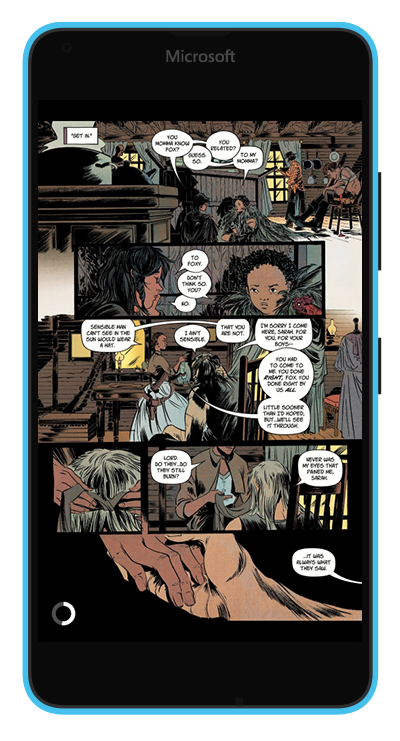 Microsoft
"GET IN."
YOU
MOMMA KNOW
FOX?
GUESS
SO.
YOU
RELATED?
TO MY
MOMMA?
TO
FOXY.
DON'T
THINK SO.
YOU?
NO.
SENSIBLE MAN
CAN'T SEE IN THE
SUN WOULD WEAR
A HAT.
I AIN'T
SENSIBLE.
THAT YOU
ARE NOT.
I'M SORRY I COME
HERE, SARAH. FOR
YOU, FOR YOUR
BOYS--
YOU HAD
TO COME TO
ME. YOU DONE
RIGHT, FOX. YOU
DONE RIGHT BY
US ALL.
LITTLE SOONER
THAN I'D HOPED,
BUT...WE'LL SEE
IT THROUGH.
LORD.
DO THEY...DO
THEY STILL
BURN?
NEVER WAS
MY EYES THAT
PAINED ME,
SARAH.
...IT WAS
ALWAYS WHAT
THEY SAW.